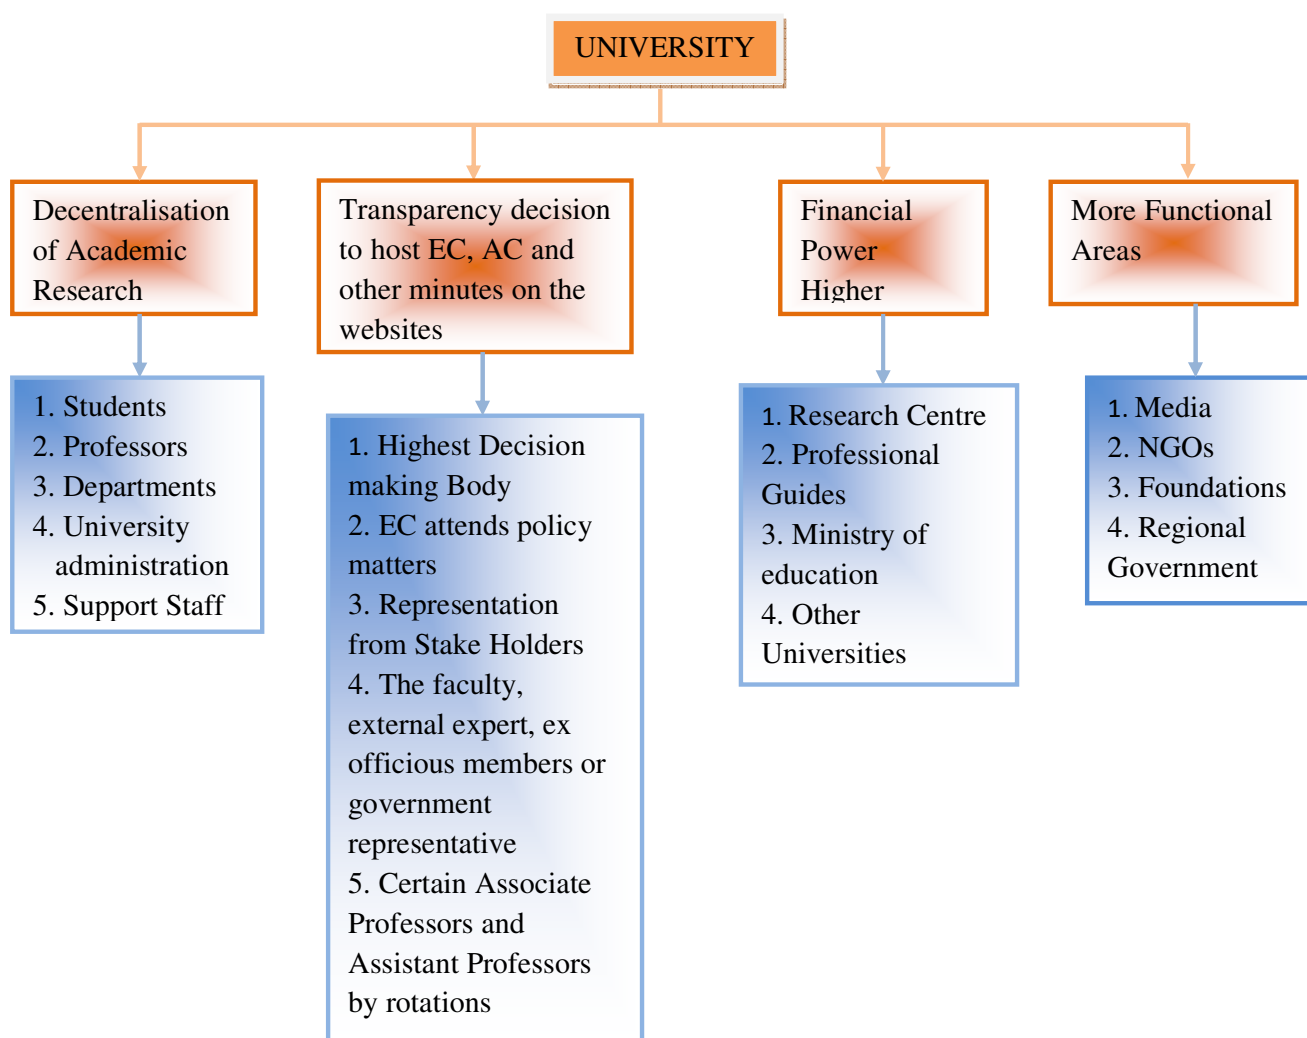 UNIVERSITY
Decentralisation
of Academic
Research
Transparency decision
to host EC, AC and
other minutes on the
websites
Financial
Power
Higher
More Functional
Areas
1. Students
2. Professors
3. Departments
4. University
administration
5. Support Staff
1. Highest Decision
making Body
2. EC attends policy
matters
3. Representation
from Stake Holders
4. The faculty,
external expert, ex
officious members or
government
representative
5. Certain Associate
Professors and
Assistant Professors
by rotations
1. Research Centre
2. Professional
Guides
3. Ministry of
education
4. Other
Universities
1. Media
2. NGOs
3. Foundations
4. Regional
Government